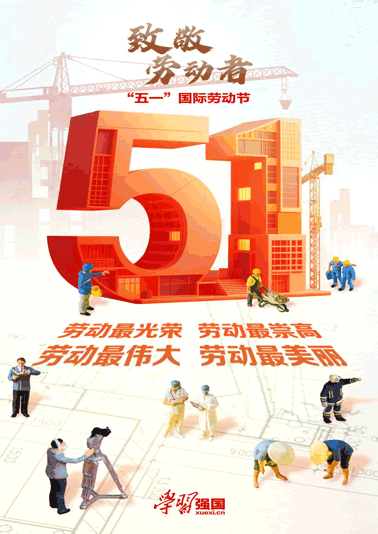 致敬
劳动者
“五一”国际劳动节
51
劳动最光荣 劳动最崇高
劳动最伟大 劳动最美丽
学习强国
xuexi.cn